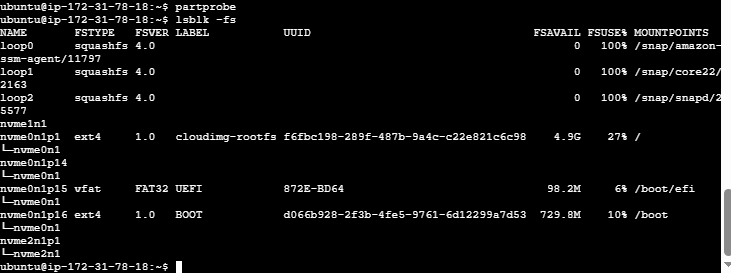 ubuntu@ip-172-31-78-18:~$ partprobe
ubuntu@ip-172-31-78-18:~$ lsblk -fs
NAME        FSTYPE   FSVER LABEL           UUID                                 FSAVAIL FSUSE% MOUNTPOINTS
loop0       squashfs 4.0                                                              0   100% /snap/amazon-
ssm-agent/11797
loop1       squashfs 4.0                                                              0   100% /snap/core22/
2163
loop2       squashfs 4.0                                                              0   100% /snap/snapd/2
5577
nvme1n1
nvme0n1p1   ext4     1.0   cloudimg-rootfs f6fbc198-289f-487b-9a4c-c22e821c6c98    4.9G    27% /
└─nvme0n1
nvme0n1p14
└─nvme0n1
nvme0n1p15  vfat     FAT32 UEFI            872E-BD64                              98.2M     6% /boot/efi
└─nvme0n1
nvme0n1p16  ext4     1.0   BOOT            d066b928-2f3b-4fe5-9761-6d12299a7d53  729.8M    10% /boot
└─nvme0n1
nvme2n1p1
└─nvme2n1
ubuntu@ip-172-31-78-18:~$